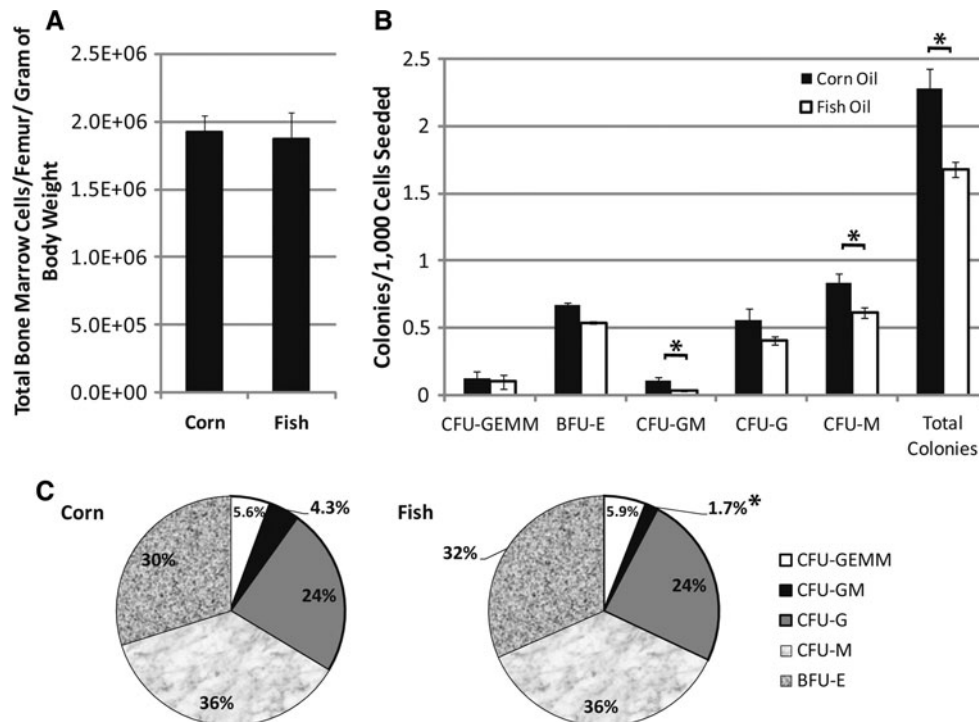 A
Total Bone Marrow Cells/Femur/ Gram of
Body Weight
2.5E+06
2.0E+06
1.5E+06
1.0E+06
5.0E+05
0.0E+00
Corn
Fish
B
Colonies/1,000 Cells Seeded
2.5
2
1.5
1
0.5
0
Corn Oil
Fish Oil
*
*
*
CFU-GEMM
BFU-E
CFU-GM
CFU-G
CFU-M
Total
Colonies
C
Corn
5.6%
4.3%
24%
36%
30%
Fish
5.9%
1.7%*
24%
36%
32%
CFU-GEMM
CFU-GM
CFU-G
CFU-M
BFU-E